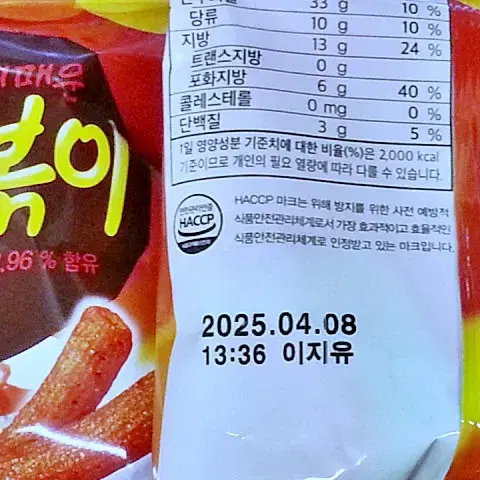 33 g 10 %
당류 10 g 10 %
지방 13 g 24 %
트랜스지방 0 g
포화지방 6 g 40 %
콜레스테롤 0 mg 0 %
단백질 3 g 5 %
1일 영양성분 기준치에 대한 비율(%)은 2,000 kcal
기준이므로 개인의 필요 열량에 따라 다를 수 있습니다.
HACCP
HACCP 마크는 위해 방지를 위한 사전 예방적
식품안전관리체계로서 가장 효과적이고 효율적인
식품안전관리체계로 인정받고 있는 마크입니다.
2025.04.08
13:36 이지유
매운
볶이
.96 % 함유